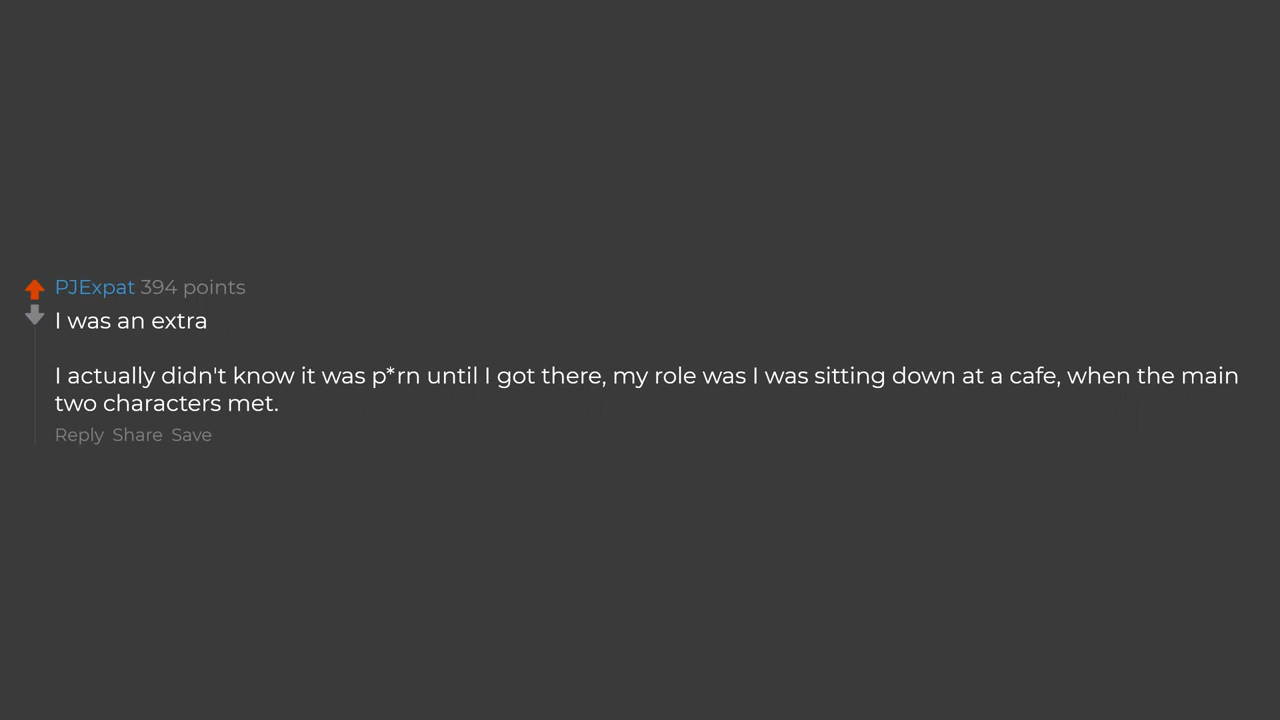 PJExpat 394 points
I was an extra
I actually didn't know it was p*rn until I got there, my role was I was sitting down at a cafe, when the main
two characters met.
Reply Share Save